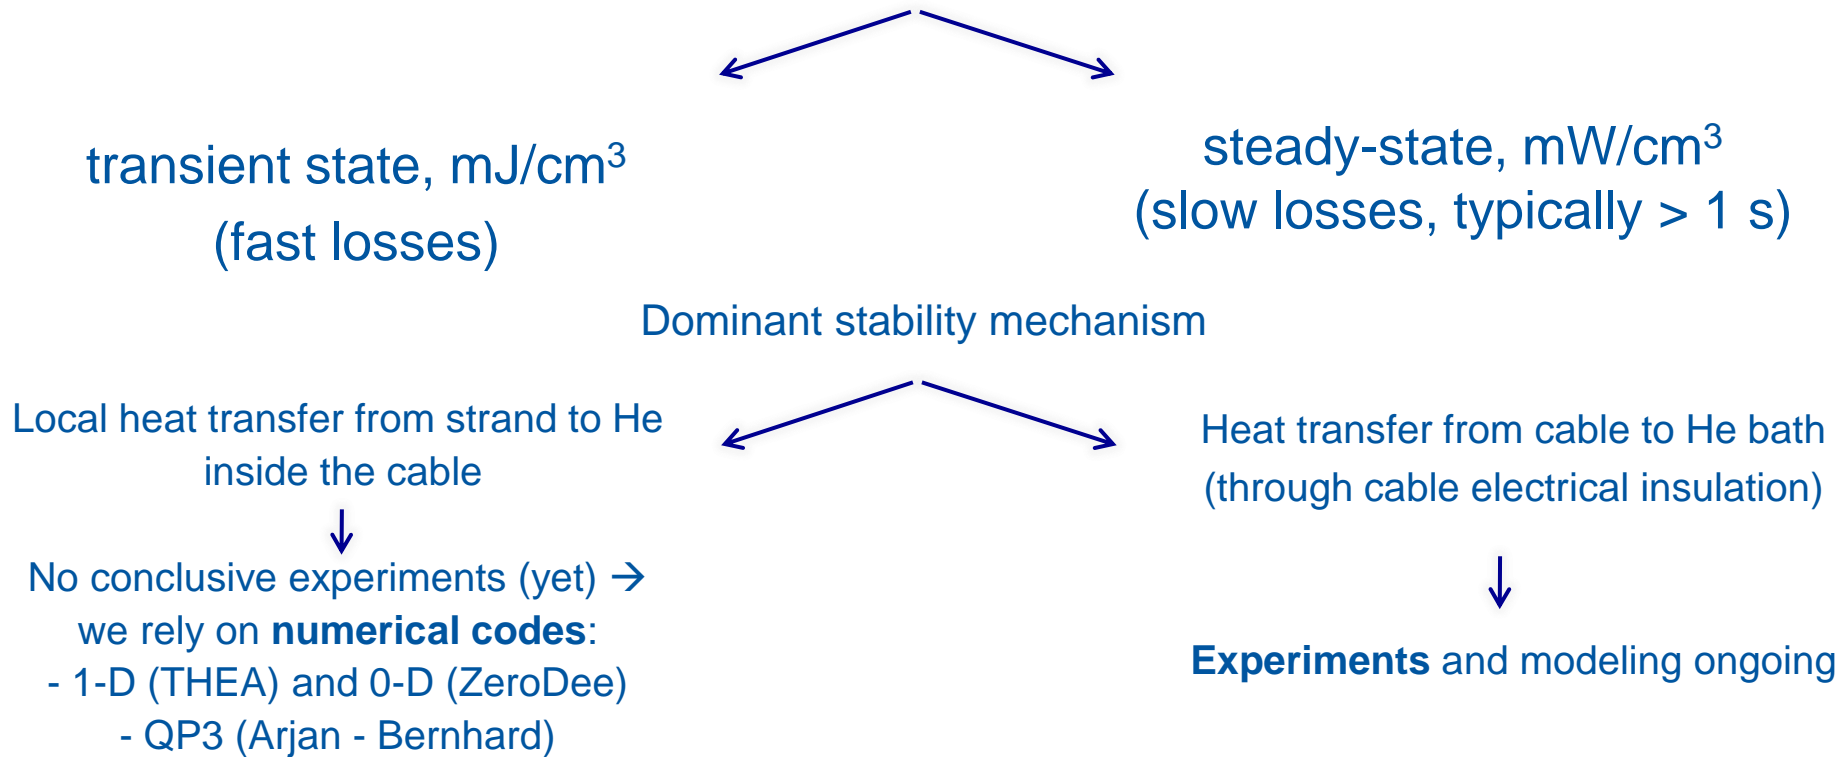 transient state, mJ/cm³
(fast losses)
steady-state, mW/cm³
(slow losses, typically > 1 s)
Dominant stability mechanism
Local heat transfer from strand to He
inside the cable
Heat transfer from cable to He bath
(through cable electrical insulation)
No conclusive experiments (yet) →
we rely on numerical codes:
- 1-D (THEA) and 0-D (ZeroDee)
- QP3 (Arjan - Bernhard)
Experiments and modeling ongoing